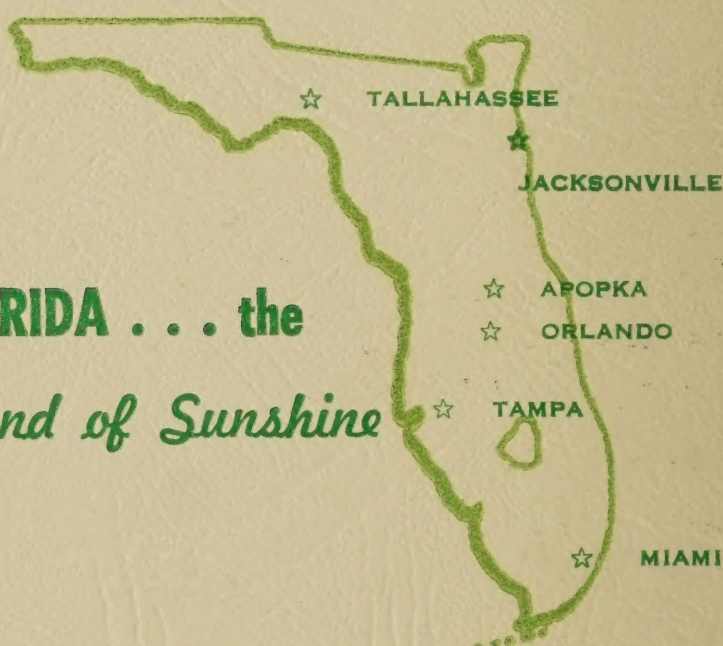 TALLAHASSEE
JACKSONVILLE
RIDA . . . the
APOPKA
ORLANDO
nd of Sunshine
TAMPA
MIAMI